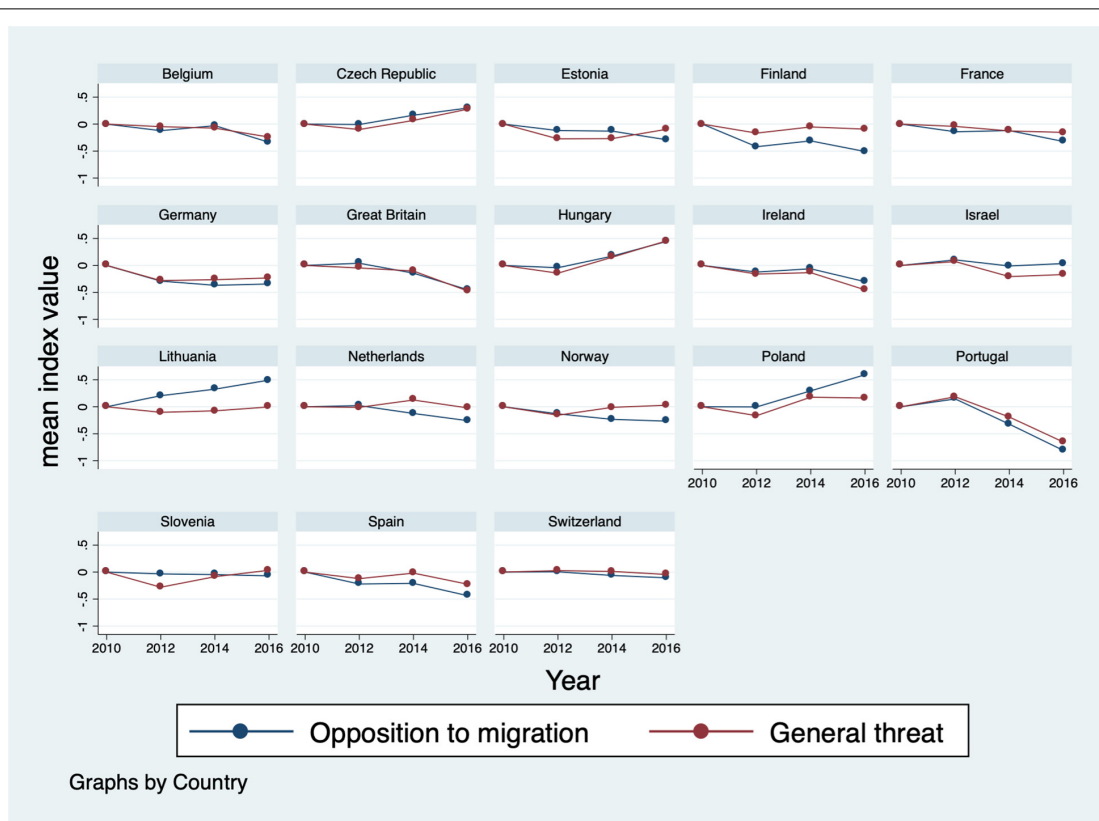 Belgium Czech Republic Estonia Finland France
.5
0
-.5
-1
Germany Great Britain Hungary Ireland Israel
.5
0
-.5
-1
Lithuania Netherlands Norway Poland Portugal
.5
0
-.5
-1
2010 2012 2014 2016 2010 2012 2014 2016
Slovenia Spain Switzerland
.5
0
-.5
-1
2010 2012 2014 2016 2010 2012 2014 2016 2010 2012 2014 2016
mean index value
Year
Opposition to migration General threat
Graphs by Country